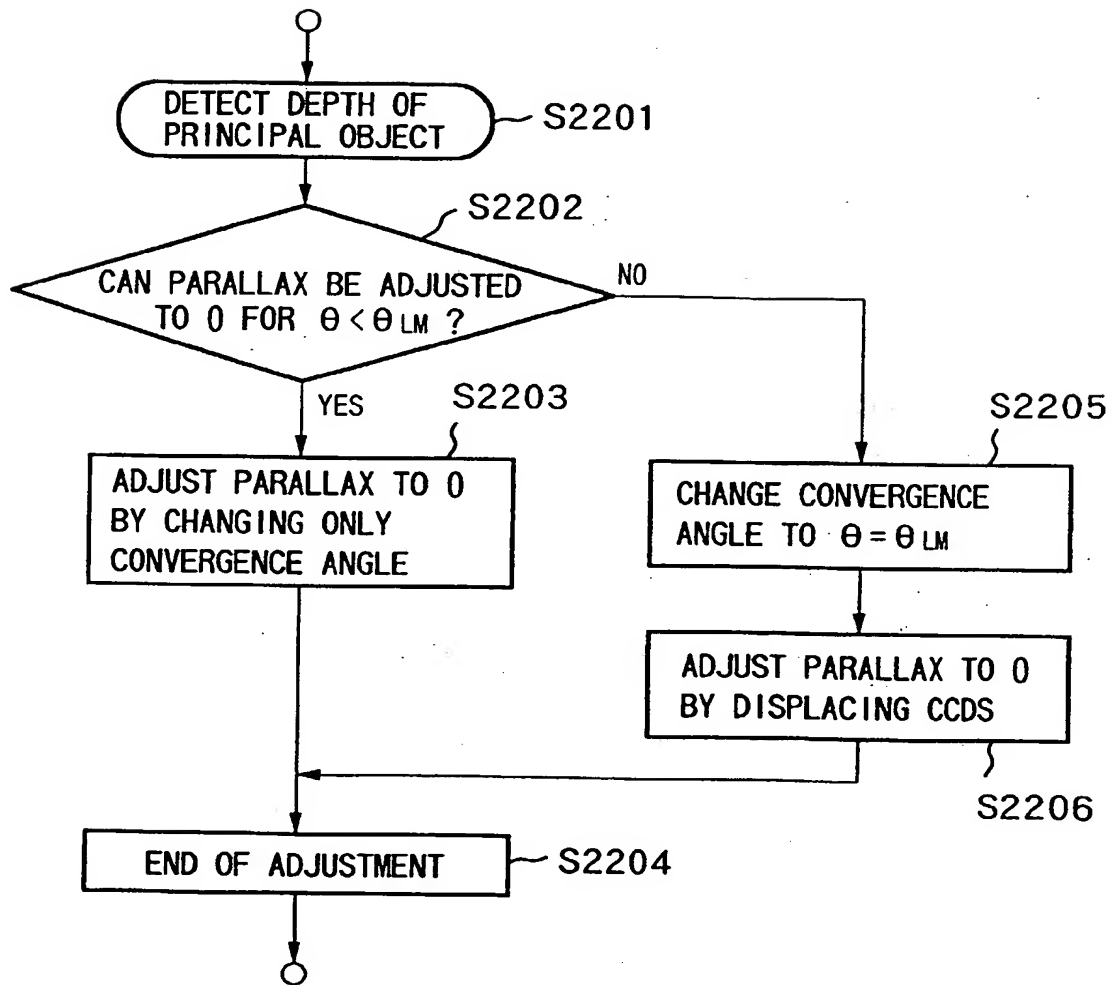 DETECT DEPTH OF
PRINCIPAL OBJECT
S2201
S2202
CAN PARALLAX BE ADJUSTED
TO 0 FOR θ < θLM ?
NO
YES
S2203
ADJUST PARALLAX TO 0
BY CHANGING ONLY
CONVERGENCE ANGLE
S2205
CHANGE CONVERGENCE
ANGLE TO θ = θLM
ADJUST PARALLAX TO 0
BY DISPLACING CCDS
S2206
END OF ADJUSTMENT
S2204